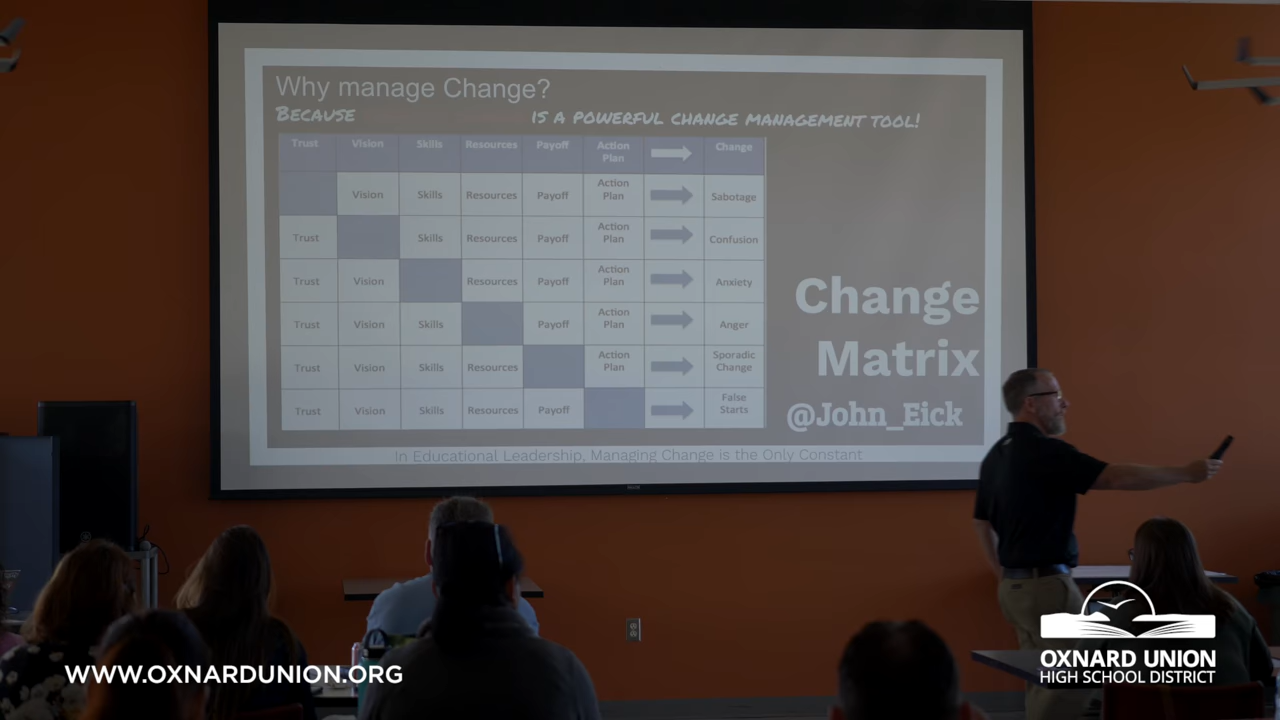 Why manage Change?
BECAUSE IS A POWERFUL CHANGE MANAGEMENT TOOL!
Trust Vision Skills Resources Payoff Action Plan Change
Vision Skills Resources Payoff Action Plan Sabotage
Trust Skills Resources Payoff Action Plan Confusion
Trust Vision Resources Payoff Action Plan Anxiety
Trust Vision Skills Payoff Action Plan Anger
Trust Vision Skills Resources Action Plan Sporadic Change
Trust Vision Skills Resources Payoff False Starts
Change
Matrix
@John_Eick
In Educational Leadership, Managing Change is the Only Constant
WWW.OXNARDUNION.ORG
OXNARD UNION
HIGH SCHOOL DISTRICT